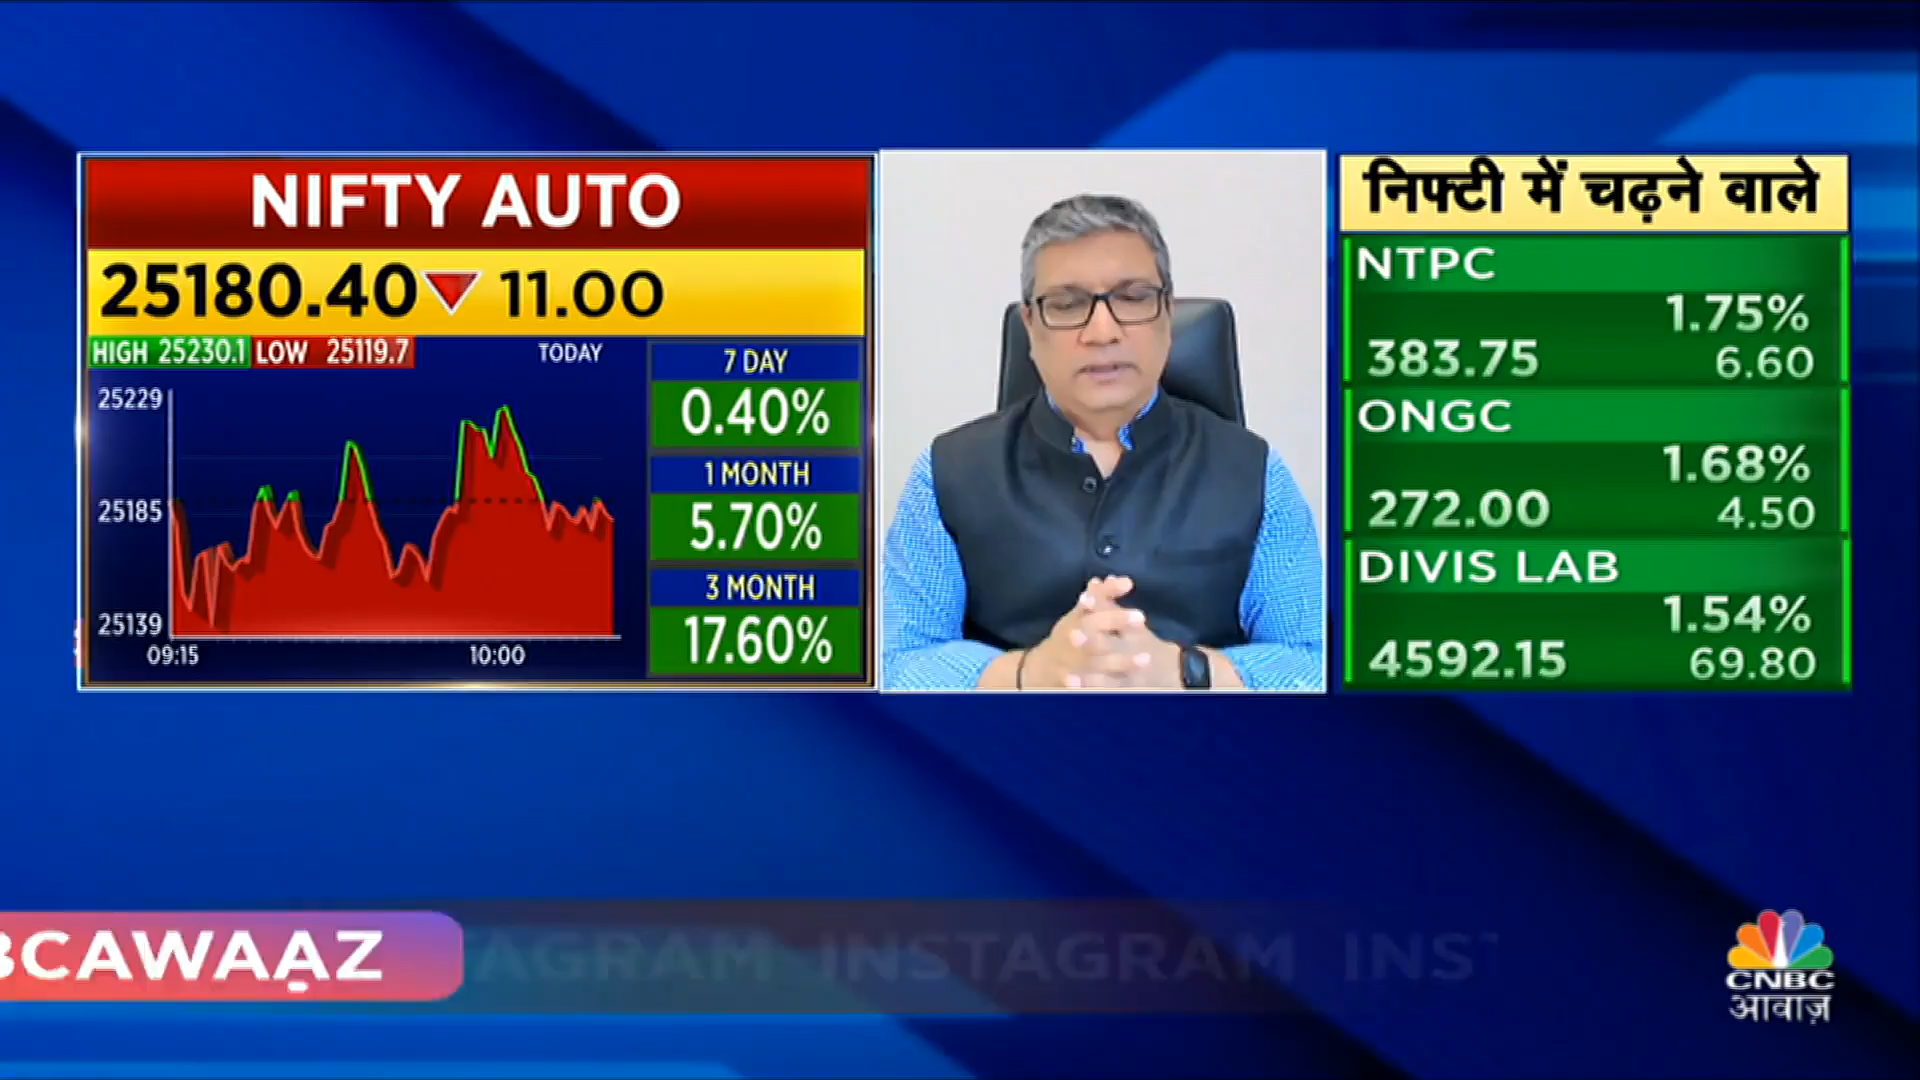 NIFTY AUTO
25180.40 11.00
HIGH 25230.1 LOW 25119.7 TODAY
25229
25185
25139
09:15 10:00
7 DAY
0.40%
1 MONTH
5.70%
3 MONTH
17.60%
निफ्टी में चढ़ने वाले
NTPC
1.75%
383.75 6.60
ONGC
1.68%
272.00 4.50
DIVIS LAB
1.54%
4592.15 69.80
BCAWAAZ TAGRAM INSTAGRAM INST
CNBC
आवाज़